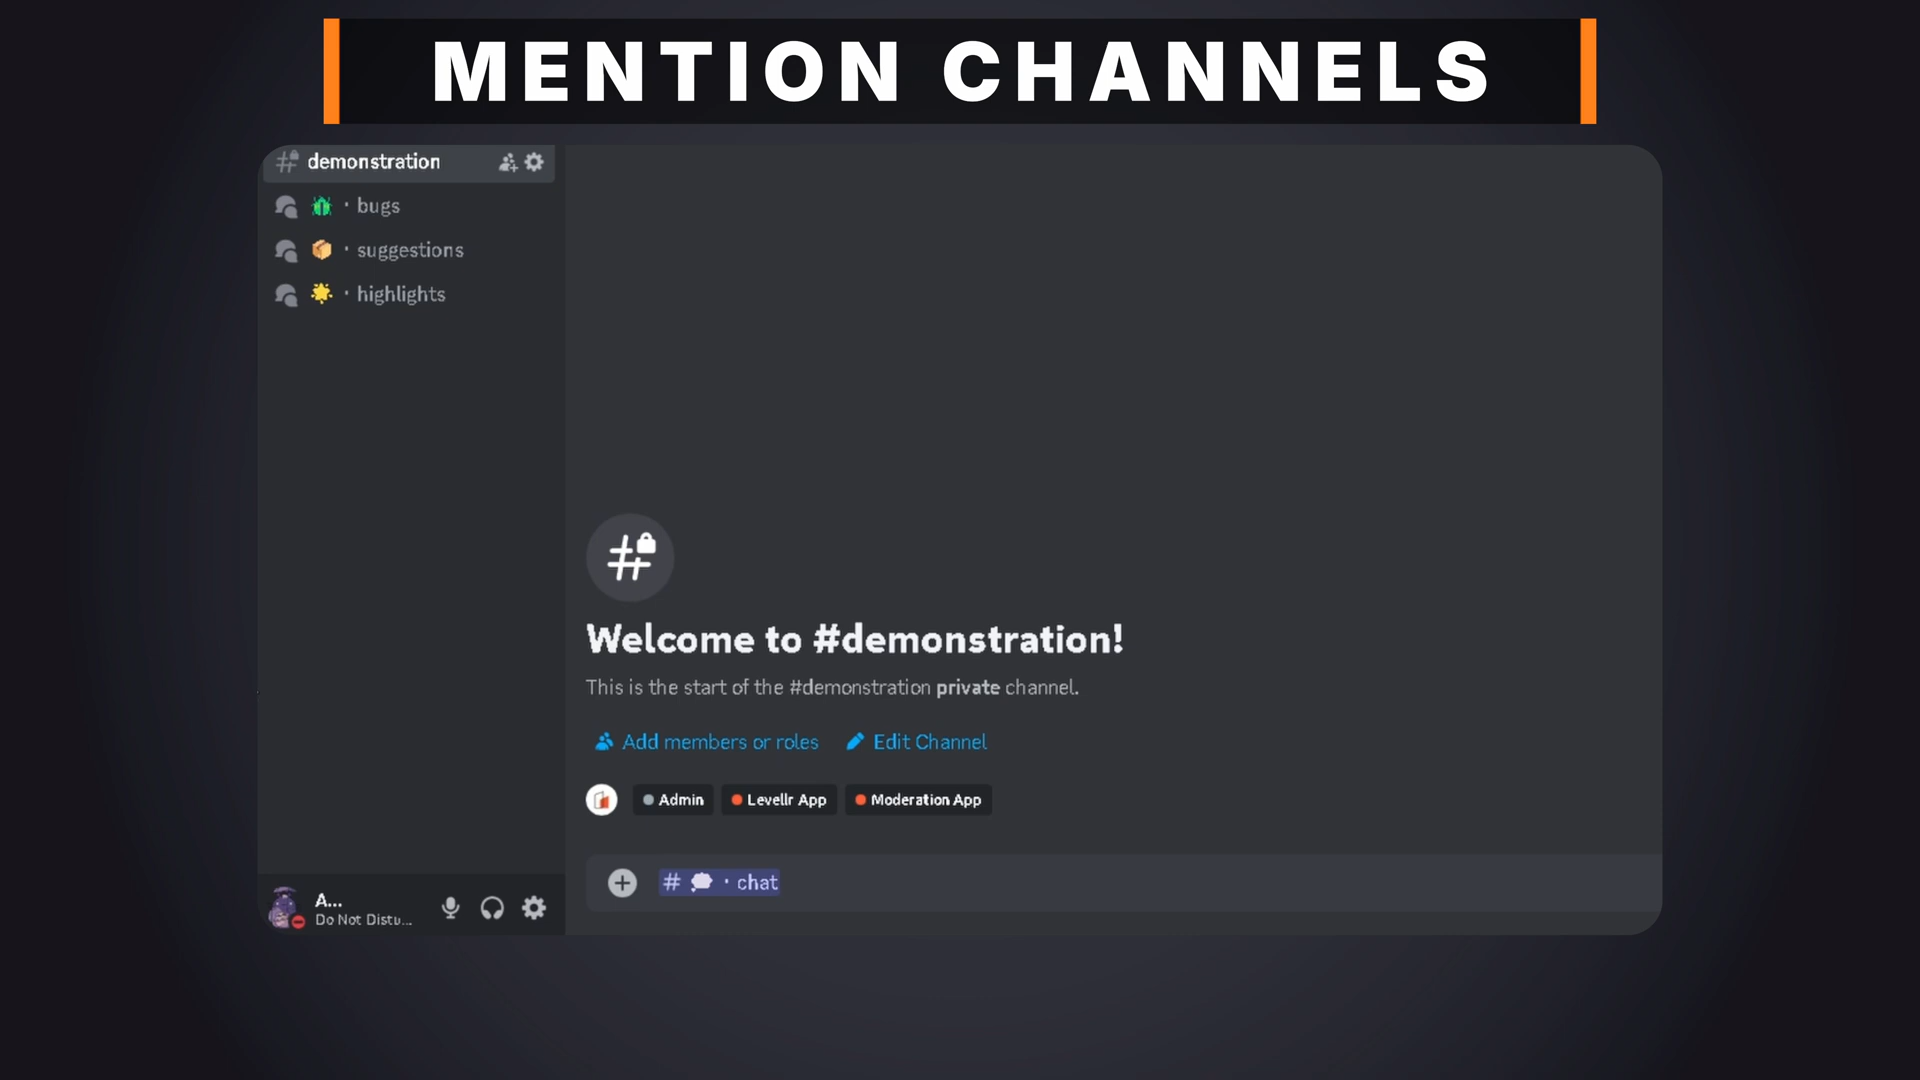 MENTION CHANNELS
demonstration
· bugs
· suggestions
· highlights
Welcome to #demonstration!
This is the start of the #demonstration private channel.
Add members or roles Edit Channel
Admin Levellr App Moderation App
# 💭 · chat
A...
Do Not Distu...